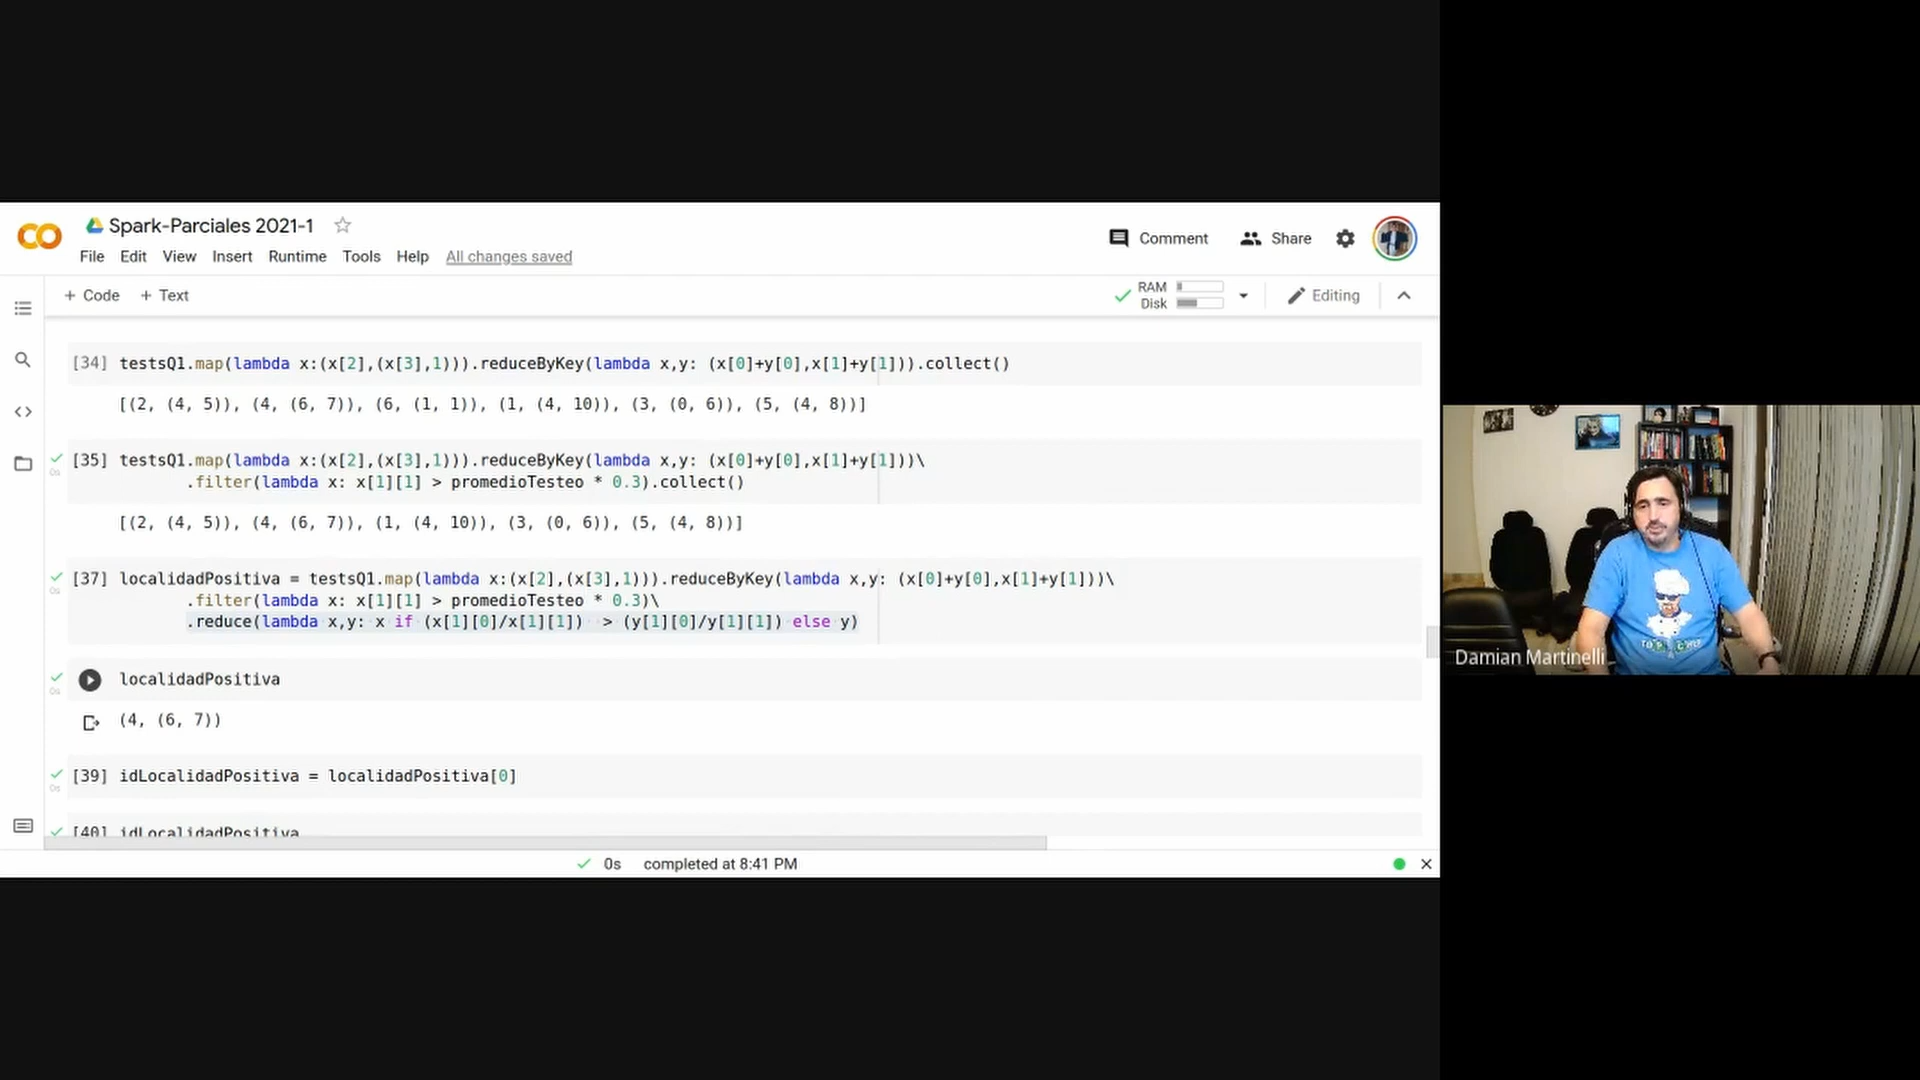 Spark-Parciales 2021-1
Comment
Share
File Edit View Insert Runtime Tools Help All changes saved
+ Code + Text
RAM
Disk
Editing
[34] testsQ1.map(lambda x:(x[2],(x[3],1))).reduceByKey(lambda x,y: (x[0]+y[0],x[1]+y[1])).collect()
[(2, (4, 5)), (4, (6, 7)), (6, (1, 1)), (1, (4, 10)), (3, (0, 6)), (5, (4, 8))]
[35] testsQ1.map(lambda x:(x[2],(x[3],1))).reduceByKey(lambda x,y: (x[0]+y[0],x[1]+y[1]))\
0s
.filter(lambda x: x[1][1] > promedioTesteo * 0.3).collect()
[(2, (4, 5)), (4, (6, 7)), (1, (4, 10)), (3, (0, 6)), (5, (4, 8))]
[37] localidadPositiva = testsQ1.map(lambda x:(x[2],(x[3],1))).reduceByKey(lambda x,y: (x[0]+y[0],x[1]+y[1]))\
0s
.filter(lambda x: x[1][1] > promedioTesteo * 0.3)\
.reduce(lambda x,y: x if (x[1][0]/x[1][1])  > (y[1][0]/y[1][1]) else y)
localidadPositiva
0s
(4, (6, 7))
[39] idLocalidadPositiva = localidadPositiva[0]
0s
[40] idLocalidadPositiva
0s completed at 8:41 PM
Damian Martinelli